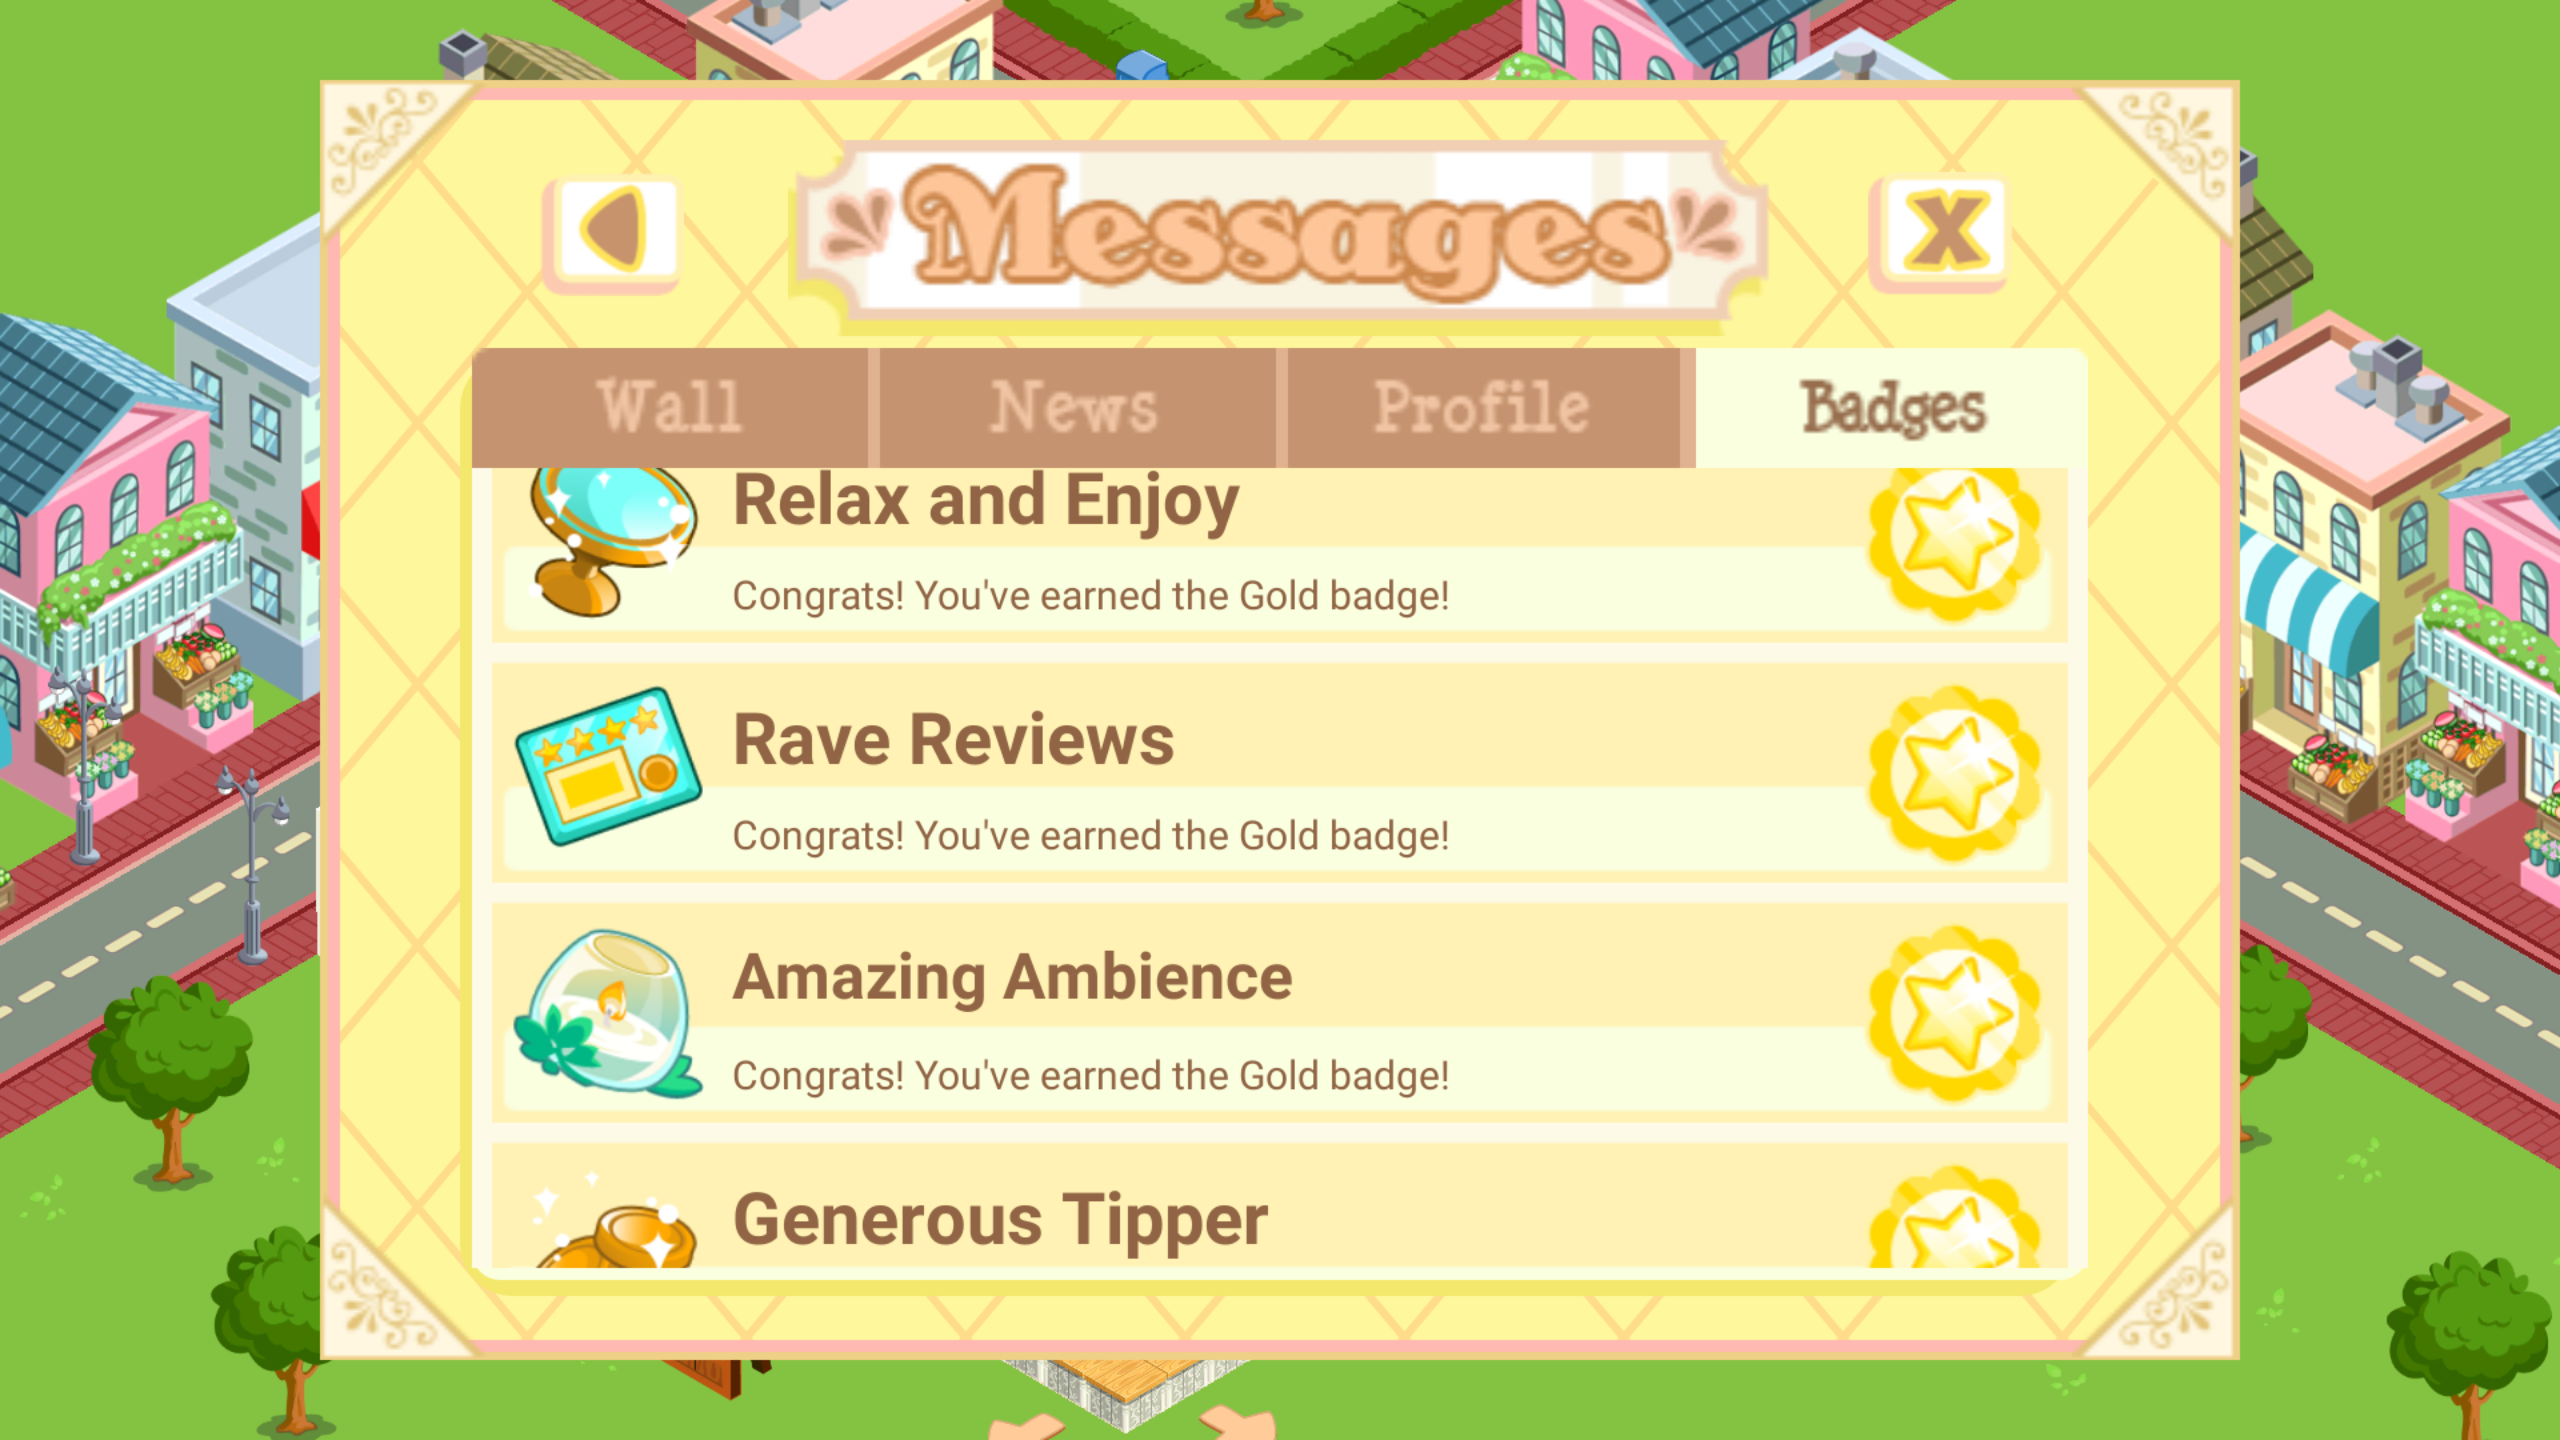 Messages
Wall
News
Profile
Badges
Relax and Enjoy
Congrats! You've earned the Gold badge!
Rave Reviews
Congrats! You've earned the Gold badge!
Amazing Ambience
Congrats! You've earned the Gold badge!
Generous Tipper